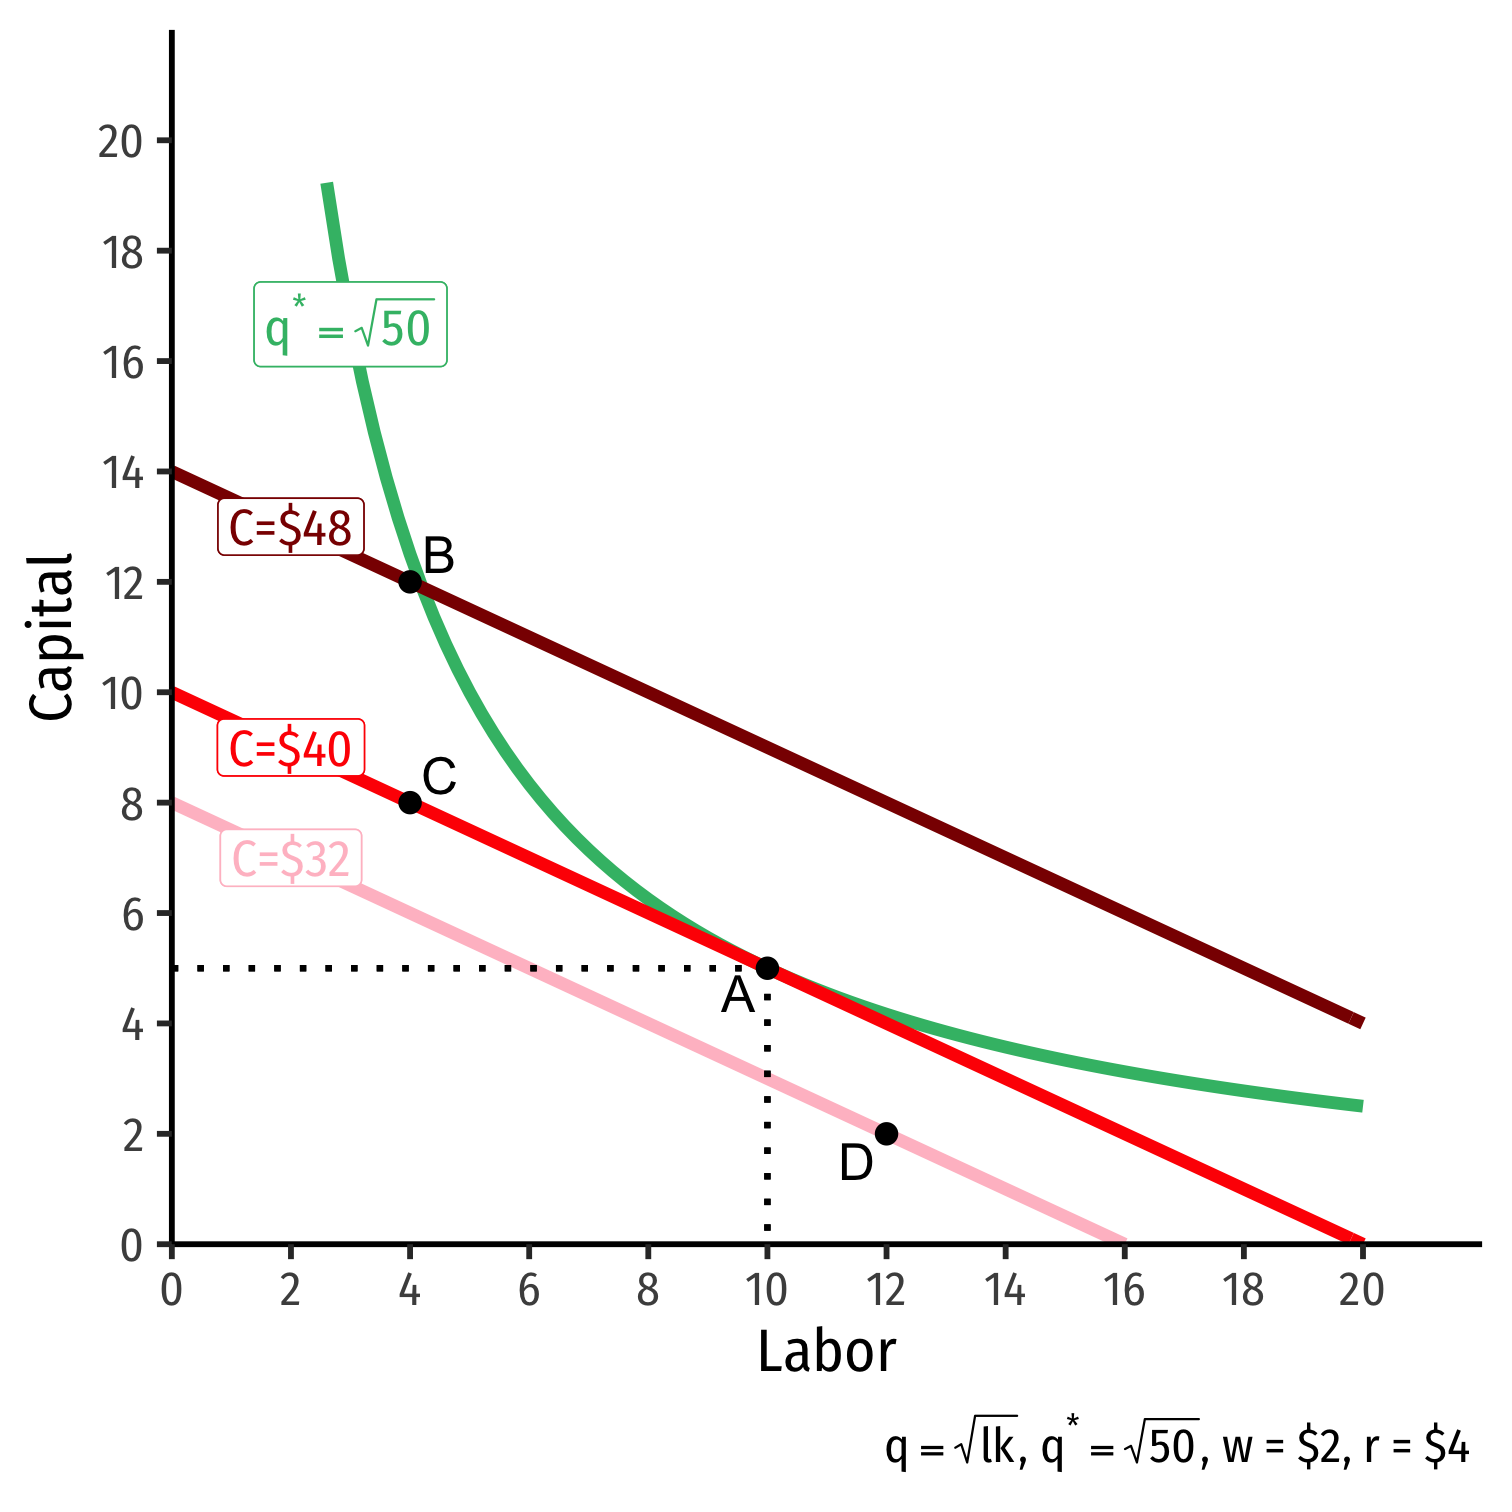 20
18
q* = √50
16
14
C=$48
B
12
Capital
10
C=$40
C
8
C=$32
6
A
4
2
D
0
0 2 4 6 8 10 12 14 16 18 20
Labor
q = √lk, q* = √50, w = $2, r = $4